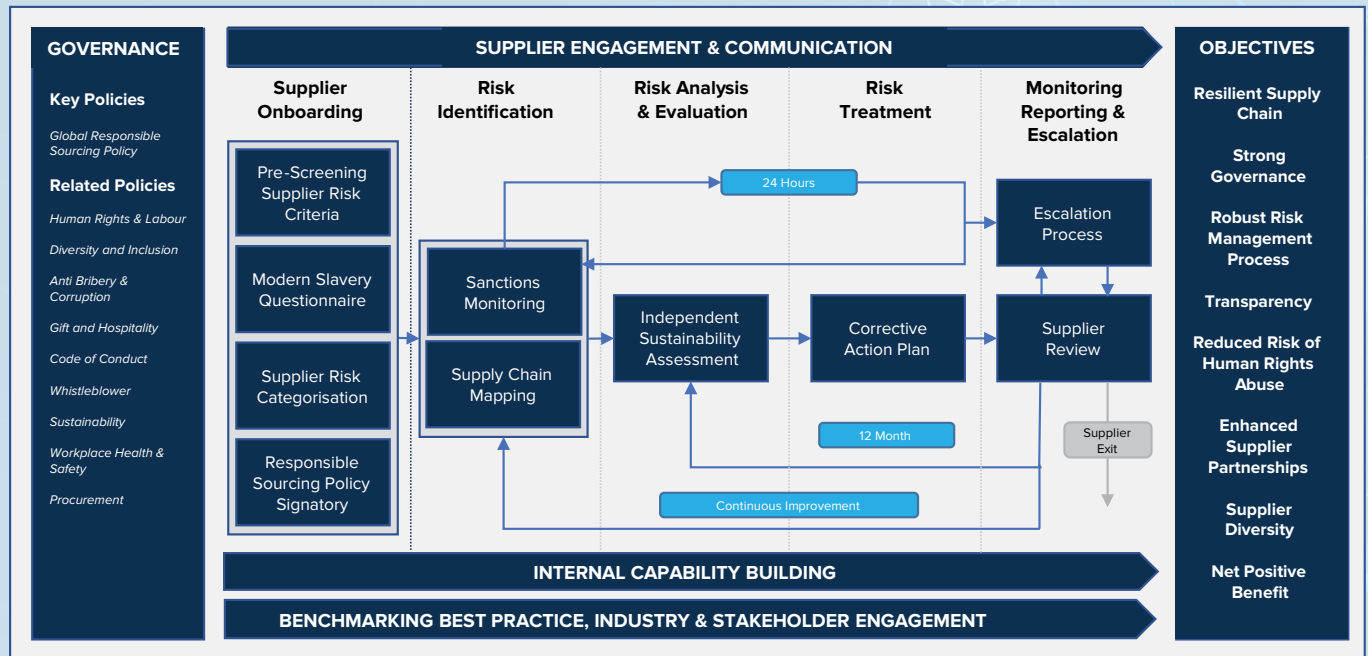 GOVERNANCE
Key Policies
Global Responsible
Sourcing Policy
Related Policies
Human Rights & Labour
Diversity and Inclusion
Anti Bribery &
Corruption
Gift and Hospitality
Code of Conduct
Whistleblower
Sustainability
Workplace Health &
Safety
Procurement
SUPPLIER ENGAGEMENT & COMMUNICATION
Supplier
Onboarding
Pre-Screening
Supplier Risk
Criteria
Modern Slavery
Questionnaire
Supplier Risk
Categorisation
Responsible
Sourcing Policy
Signatory
Risk
Identification
Sanctions
Monitoring
Supply Chain
Mapping
Risk Analysis
& Evaluation
24 Hours
Independent
Sustainability
Assessment
Risk
Treatment
Corrective
Action Plan
12 Month
Continuous Improvement
Monitoring
Reporting &
Escalation
Escalation
Process
Supplier
Review
Supplier
Exit
INTERNAL CAPABILITY BUILDING
BENCHMARKING BEST PRACTICE, INDUSTRY & STAKEHOLDER ENGAGEMENT
OBJECTIVES
Resilient Supply
Chain
Strong
Governance
Robust Risk
Management
Process
Transparency
Reduced Risk of
Human Rights
Abuse
Enhanced
Supplier
Partnerships
Supplier
Diversity
Net Positive
Benefit